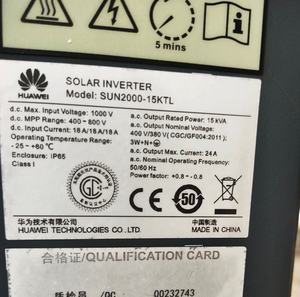 5 mins
HUAWEI
SOLAR INVERTER
Model: SUN2000-15KTL
d.c. Max. Input Voltage: 1000 V
d.c. MPP Range: 400 ~ 800 V
d.c. Input Current: 18 A/18 A/18 A
Operating Temperature Range:
- 25 ~ +60 ℃
Enclosure: IP65
Class I
a.c. Output Rated Power: 15 kVA
a.c. Output Nominal Voltage:
400 V/380 V (CGC/GF004:2011);
3W+N+
a.c. Output Max. Current: 24 A
Power Factor: +0.8 ~ -0.8
a.c. Nominal Operating Frequency:
50/60 Hz
CE
50
华为技术有限公司
HUAWEI TECHNOLOGIES CO., LTD.
中国制造
MADE IN CHINA
合格证/QUALIFICATION CARD
质检员 /QC
00232743